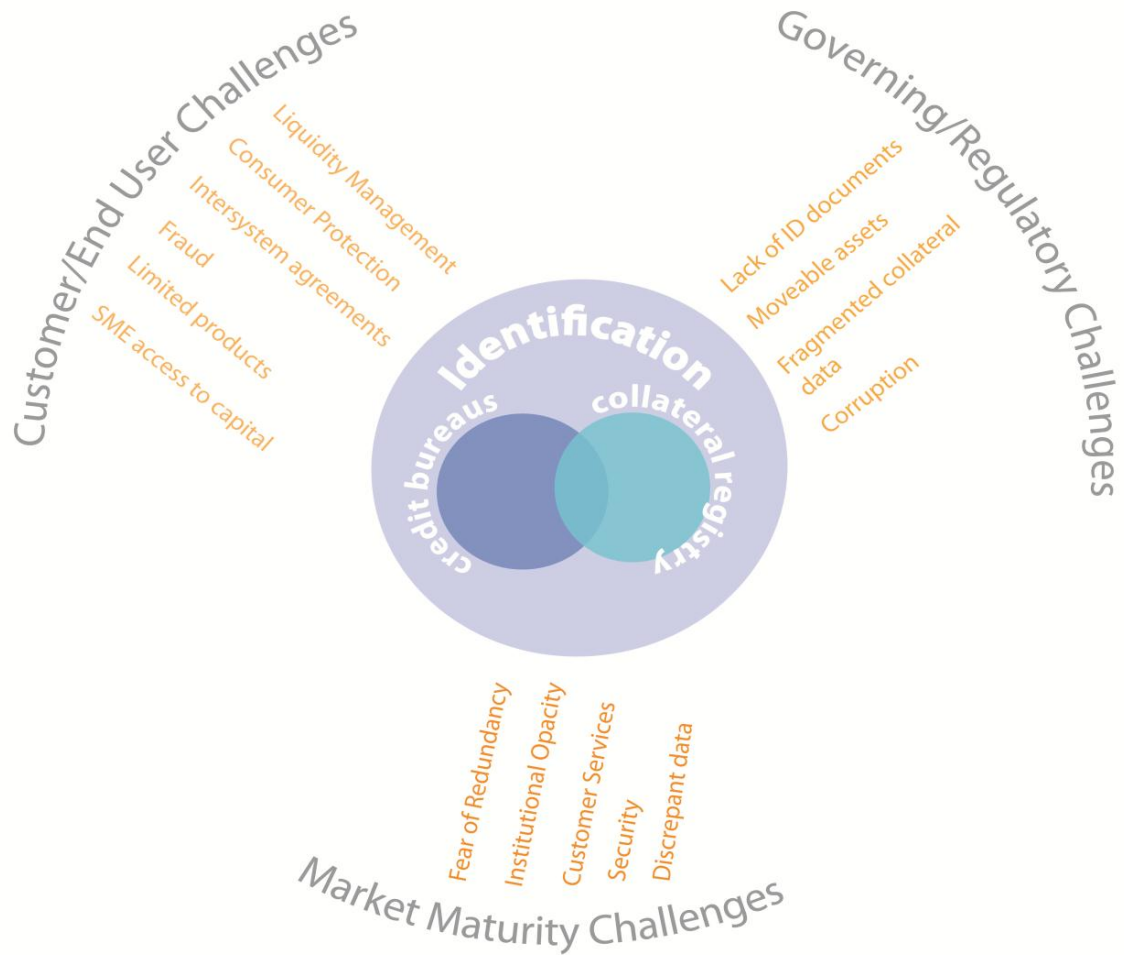 Customer/End User Challenges
Liquidity Management
Consumer Protection
Intersystem agreements
Fraud
Limited products
SME access to capital
Governing/Regulatory Challenges
Lack of ID documents
Moveable assets
Fragmented collateral
data
Corruption
Identification
credit bureaus
collateral registry
Fear of Redundancy
Institutional Opacity
Customer Services
Security
Discrepant data
Market Maturity Challenges